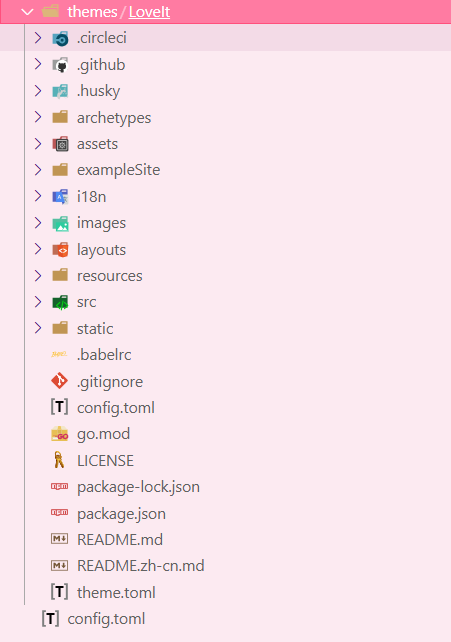 themes / LoveIt
.circleci
.github
.husky
archetypes
assets
exampleSite
i18n
images
layouts
resources
src
static
.babelrc
.gitignore
config.toml
go.mod
LICENSE
package-lock.json
package.json
README.md
README.zh-cn.md
theme.toml
config.toml